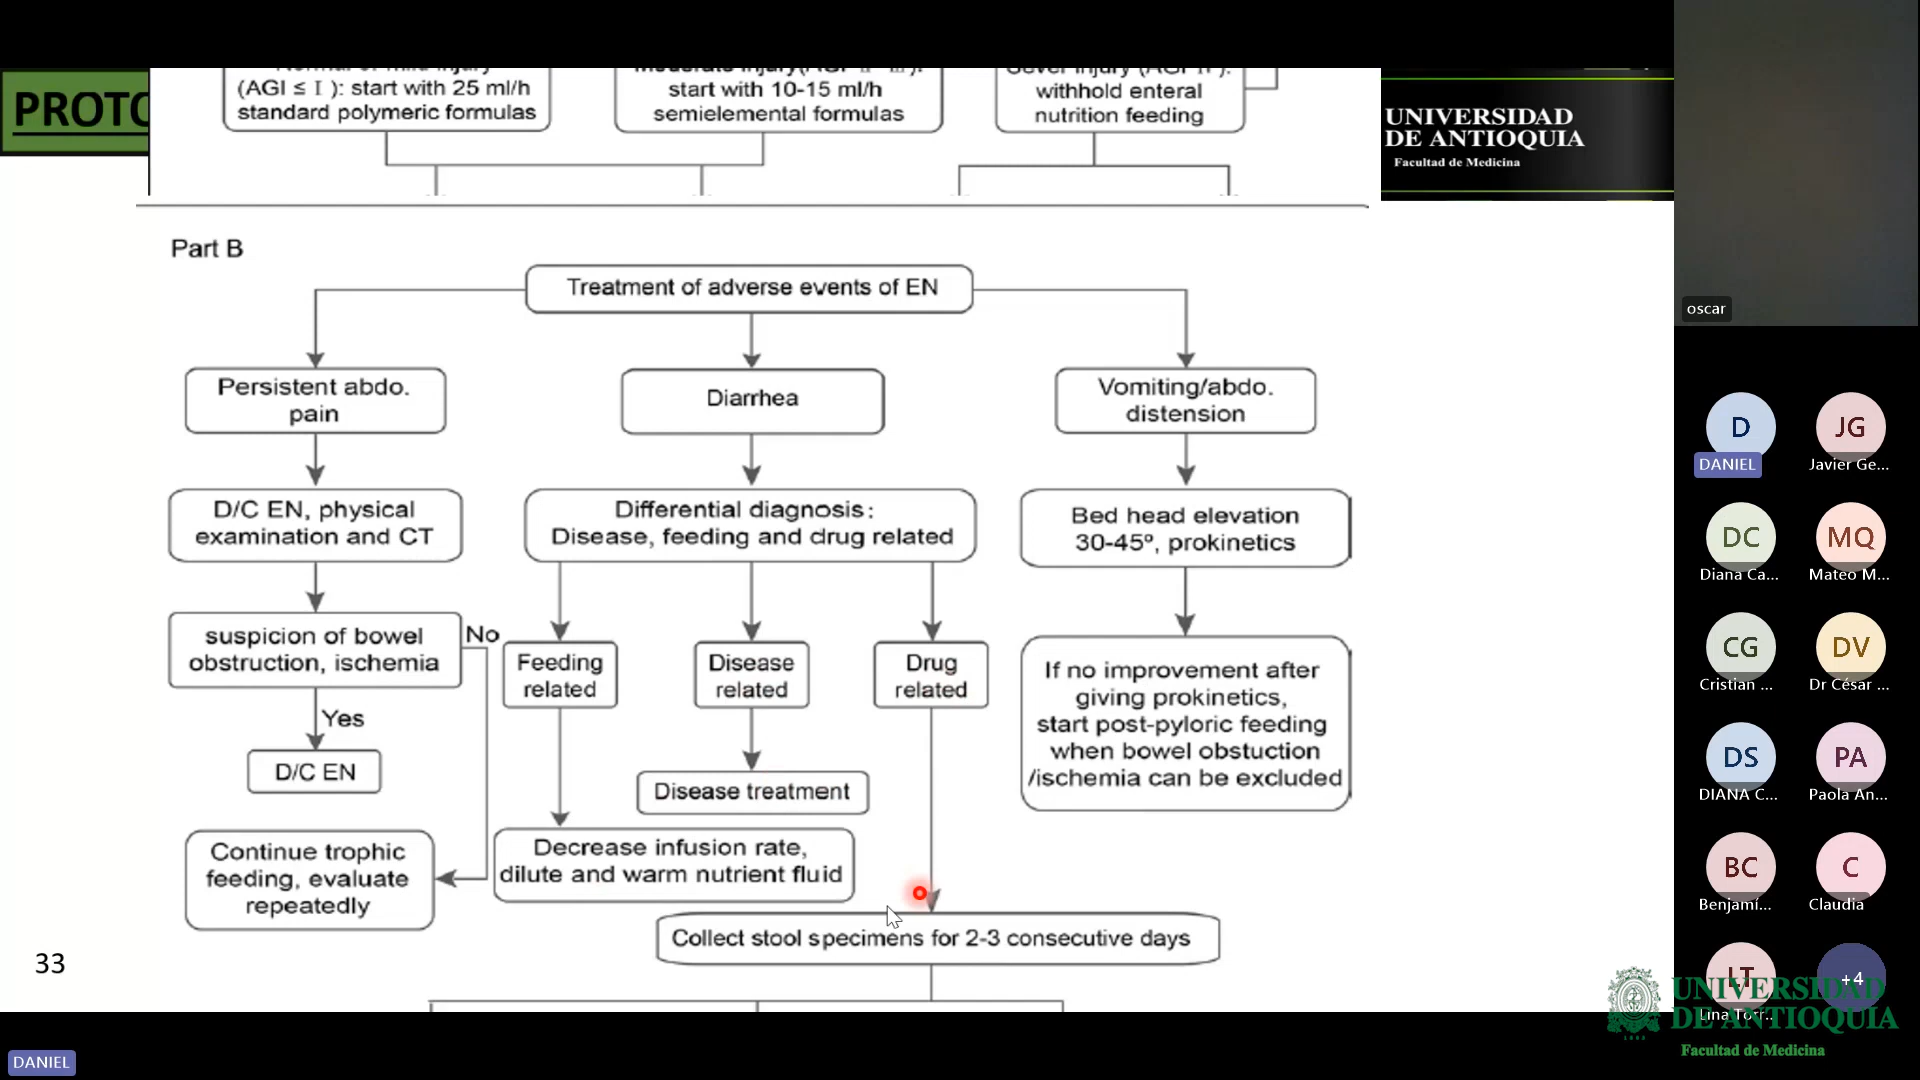 PROTO
(AGI ≤ I): start with 25 ml/h
standard polymeric formulas
start with 10-15 ml/h
semielemental formulas
withhold enteral
nutrition feeding
UNIVERSIDAD
DE ANTIOQUIA
Facultad de Medicina
Part B
Treatment of adverse events of EN
Persistent abdo.
pain
Diarrhea
Vomiting/abdo.
distension
D/C EN, physical
examination and CT
Differential diagnosis:
Disease, feeding and drug related
Bed head elevation
30-45º, prokinetics
suspicion of bowel
obstruction, ischemia
No
Yes
D/C EN
Continue trophic
feeding, evaluate
repeatedly
Feeding
related
Disease
related
Drug
related
Disease treatment
Decrease infusion rate,
dilute and warm nutrient fluid
If no improvement after
giving prokinetics,
start post-pyloric feeding
when bowel obstuction
/ischemia can be excluded
Collect stool specimens for 2-3 consecutive days
33
DANIEL
oscar
D
DANIEL
JG
Javier Ge...
DC
Diana Ca...
MQ
Mateo M...
CG
Cristian ...
DV
Dr César ...
DS
DIANA C...
PA
Paola An...
BC
Benjamí...
C
Claudia
LT
Lina Torr...
+4
UNIVERSIDAD
DE ANTIOQUIA
Facultad de Medicina